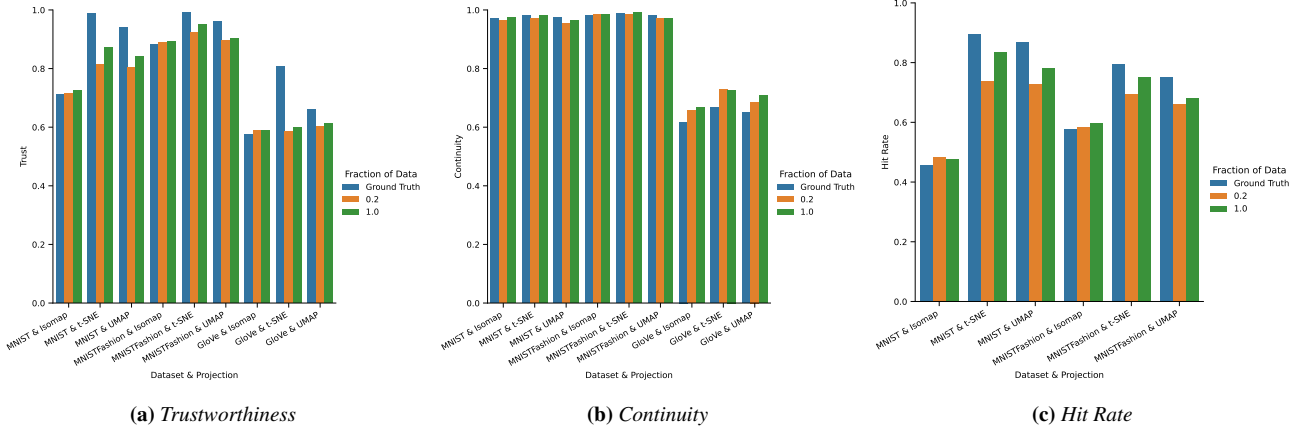 1.0
0.8
0.6
0.4
0.2
0.0
Trust
MNIST & Isomap
MNIST & t-SNE
MNIST & UMAP
MNISTFashion & Isomap
MNISTFashion & t-SNE
MNISTFashion & UMAP
GloVe & Isomap
GloVe & t-SNE
GloVe & UMAP
Dataset & Projection
Fraction of Data
Ground Truth
0.2
1.0
(a) Trustworthiness
1.0
0.8
0.6
0.4
0.2
0.0
Continuity
MNIST & Isomap
MNIST & t-SNE
MNIST & UMAP
MNISTFashion & Isomap
MNISTFashion & t-SNE
MNISTFashion & UMAP
GloVe & Isomap
GloVe & t-SNE
GloVe & UMAP
Dataset & Projection
Fraction of Data
Ground Truth
0.2
1.0
(b) Continuity
1.0
0.8
0.6
0.4
0.2
0.0
Hit Rate
MNIST & Isomap
MNIST & t-SNE
MNIST & UMAP
MNISTFashion & Isomap
MNISTFashion & t-SNE
MNISTFashion & UMAP
Dataset & Projection
Fraction of Data
Ground Truth
0.2
1.0
(c) Hit Rate